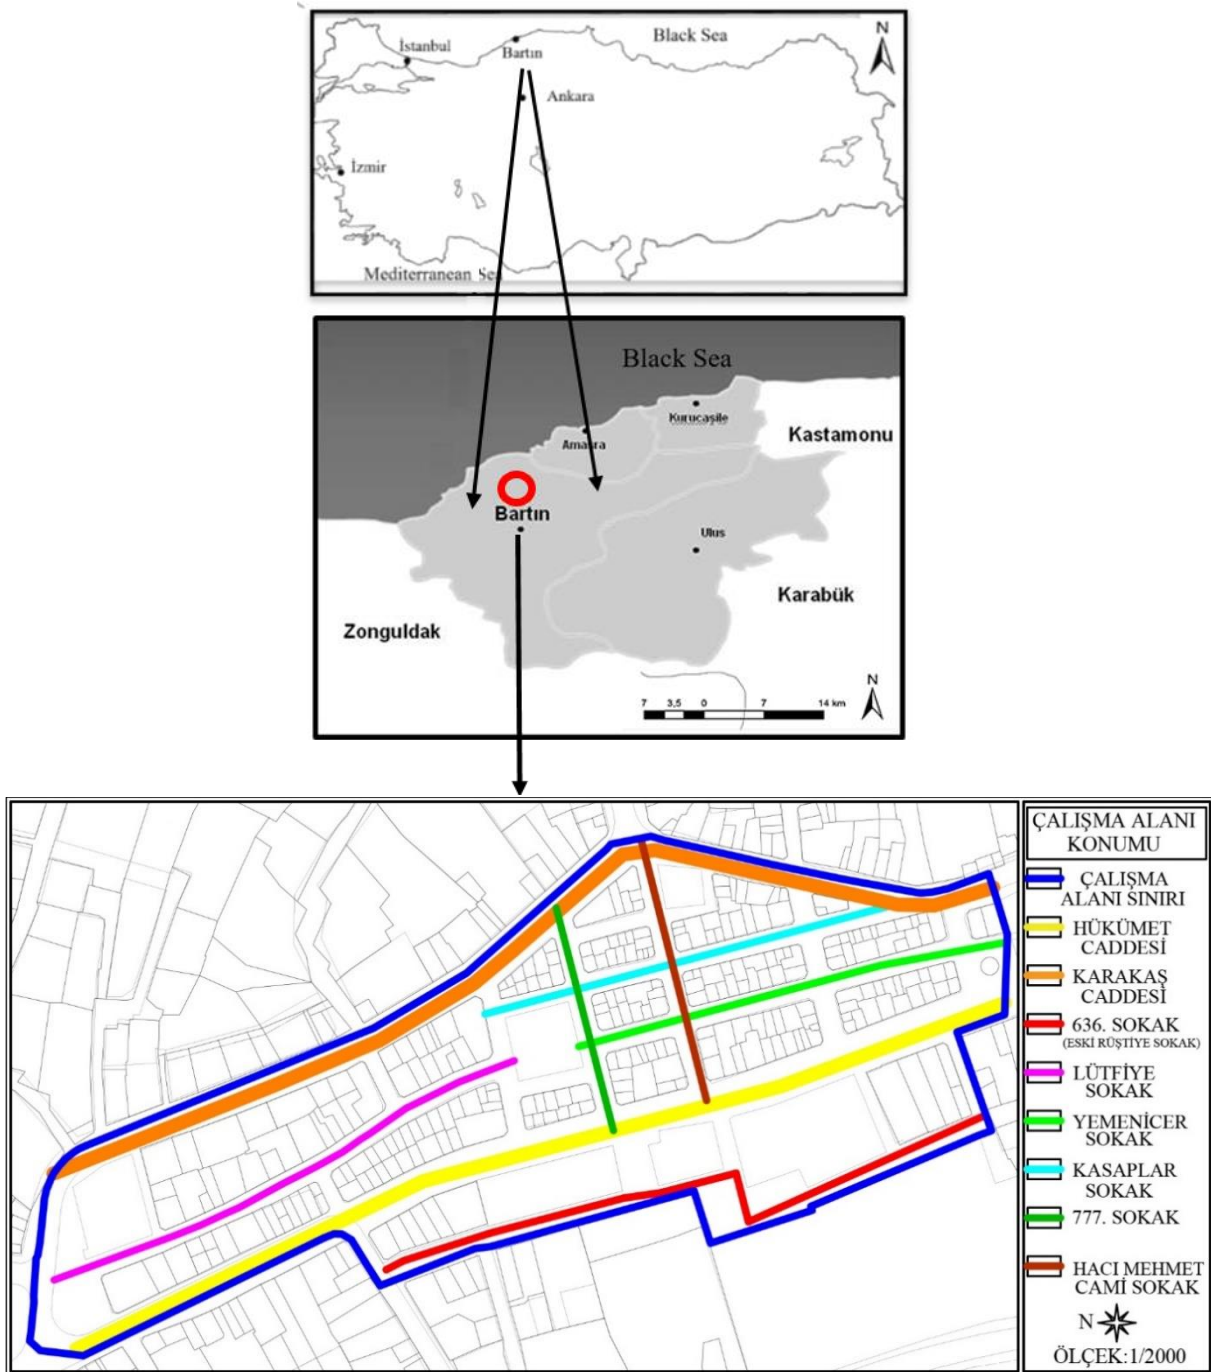 Black Sea
N
İstanbul
Bartın
Ankara
İzmir
Mediterranean Sea
Black Sea
Kurucaşile
Amasra
Kastamonu
Bartın
Ulus
Karabük
Zonguldak
N
7 3,5 0 7 14 km
ÇALIŞMA ALANI
KONUMU
ÇALIŞMA
ALANI SINIRI
HÜKÜMET
CADDESİ
KARAKAŞ
CADDESİ
636. SOKAK
(ESKİ RÜŞTİYE SOKAK)
LÜTFİYE
SOKAK
YEMENİCER
SOKAK
KASAPLAR
SOKAK
777. SOKAK
HACI MEHMET
CAMİ SOKAK
N
ÖLÇEK:1/2000